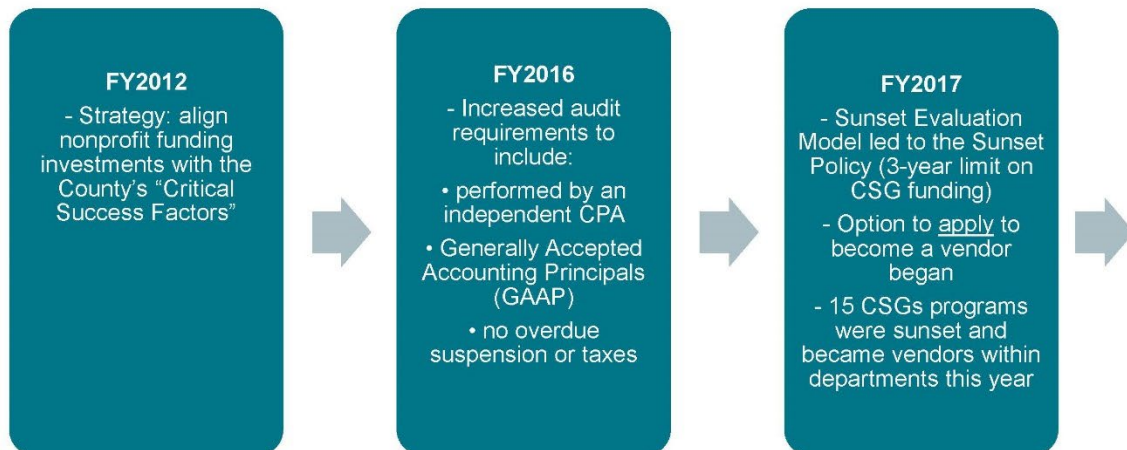 FY2012
- Strategy: align
nonprofit funding
investments with the
County's “Critical
Success Factors”
FY2016
- Increased audit
requirements to
include:
• performed by an
independent CPA
• Generally Accepted
Accounting Principals
(GAAP)
• no overdue
suspension or taxes
FY2017
- Sunset Evaluation
Model led to the Sunset
Policy (3-year limit on
CSG funding)
- Option to apply to
become a vendor
began
- 15 CSGs programs
were sunset and
became vendors within
departments this year